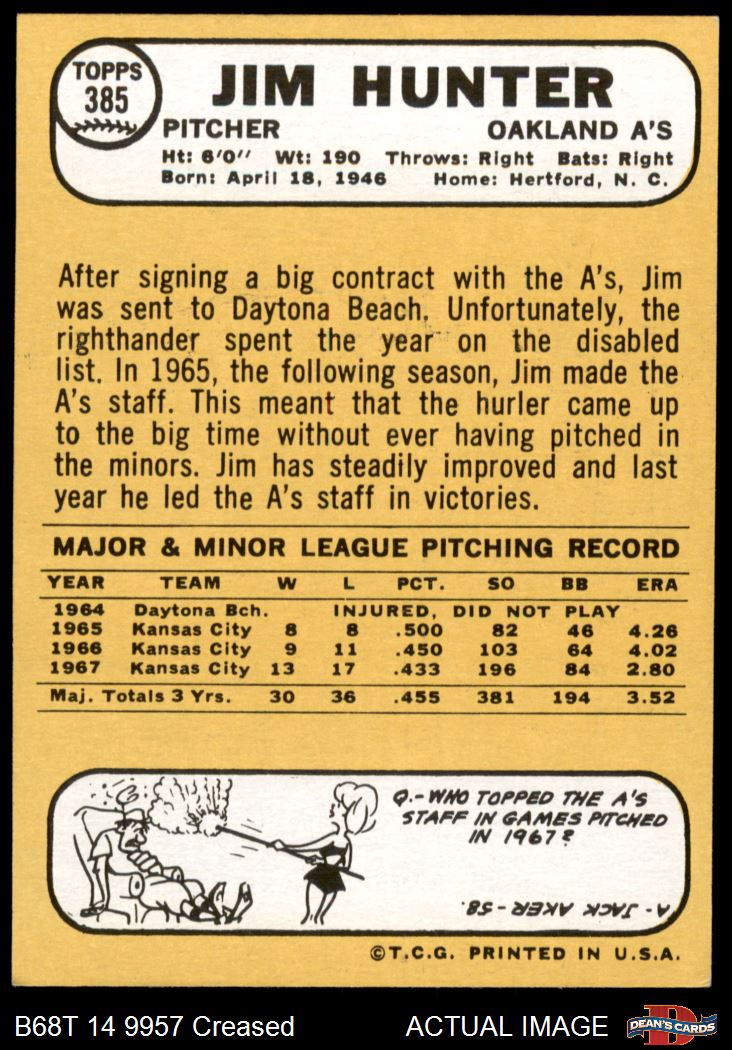 TOPPS
385
JIM HUNTER
PITCHER OAKLAND A'S
Ht: 6'0" Wt: 190 Throws: Right Bats: Right
Born: April 18, 1946 Home: Hertford, N. C.
After signing a big contract with the A's, Jim
was sent to Daytona Beach. Unfortunately, the
righthander spent the year on the disabled
list. In 1965, the following season, Jim made the
A's staff. This meant that the hurler came up
to the big time without ever having pitched in
the minors. Jim has steadily improved and last
year he led the A's staff in victories.
MAJOR & MINOR LEAGUE PITCHING RECORD
YEAR TEAM W L PCT. SO BB ERA
1964 Daytona Bch. INJURED, DID NOT PLAY
1965 Kansas City 8 8 .500 82 46 4.26
1966 Kansas City 9 11 .450 103 64 4.02
1967 Kansas City 13 17 .433 196 84 2.80
Maj. Totals 3 Yrs. 30 36 .455 381 194 3.52
Q.-WHO TOPPED THE A'S
STAFF IN GAMES PITCHED
IN 1967?
A-JACK AKER-58.
©T.C.G. PRINTED IN U.S.A.
B68T 14 9957 Creased ACTUAL IMAGE
DEAN'S CARDS